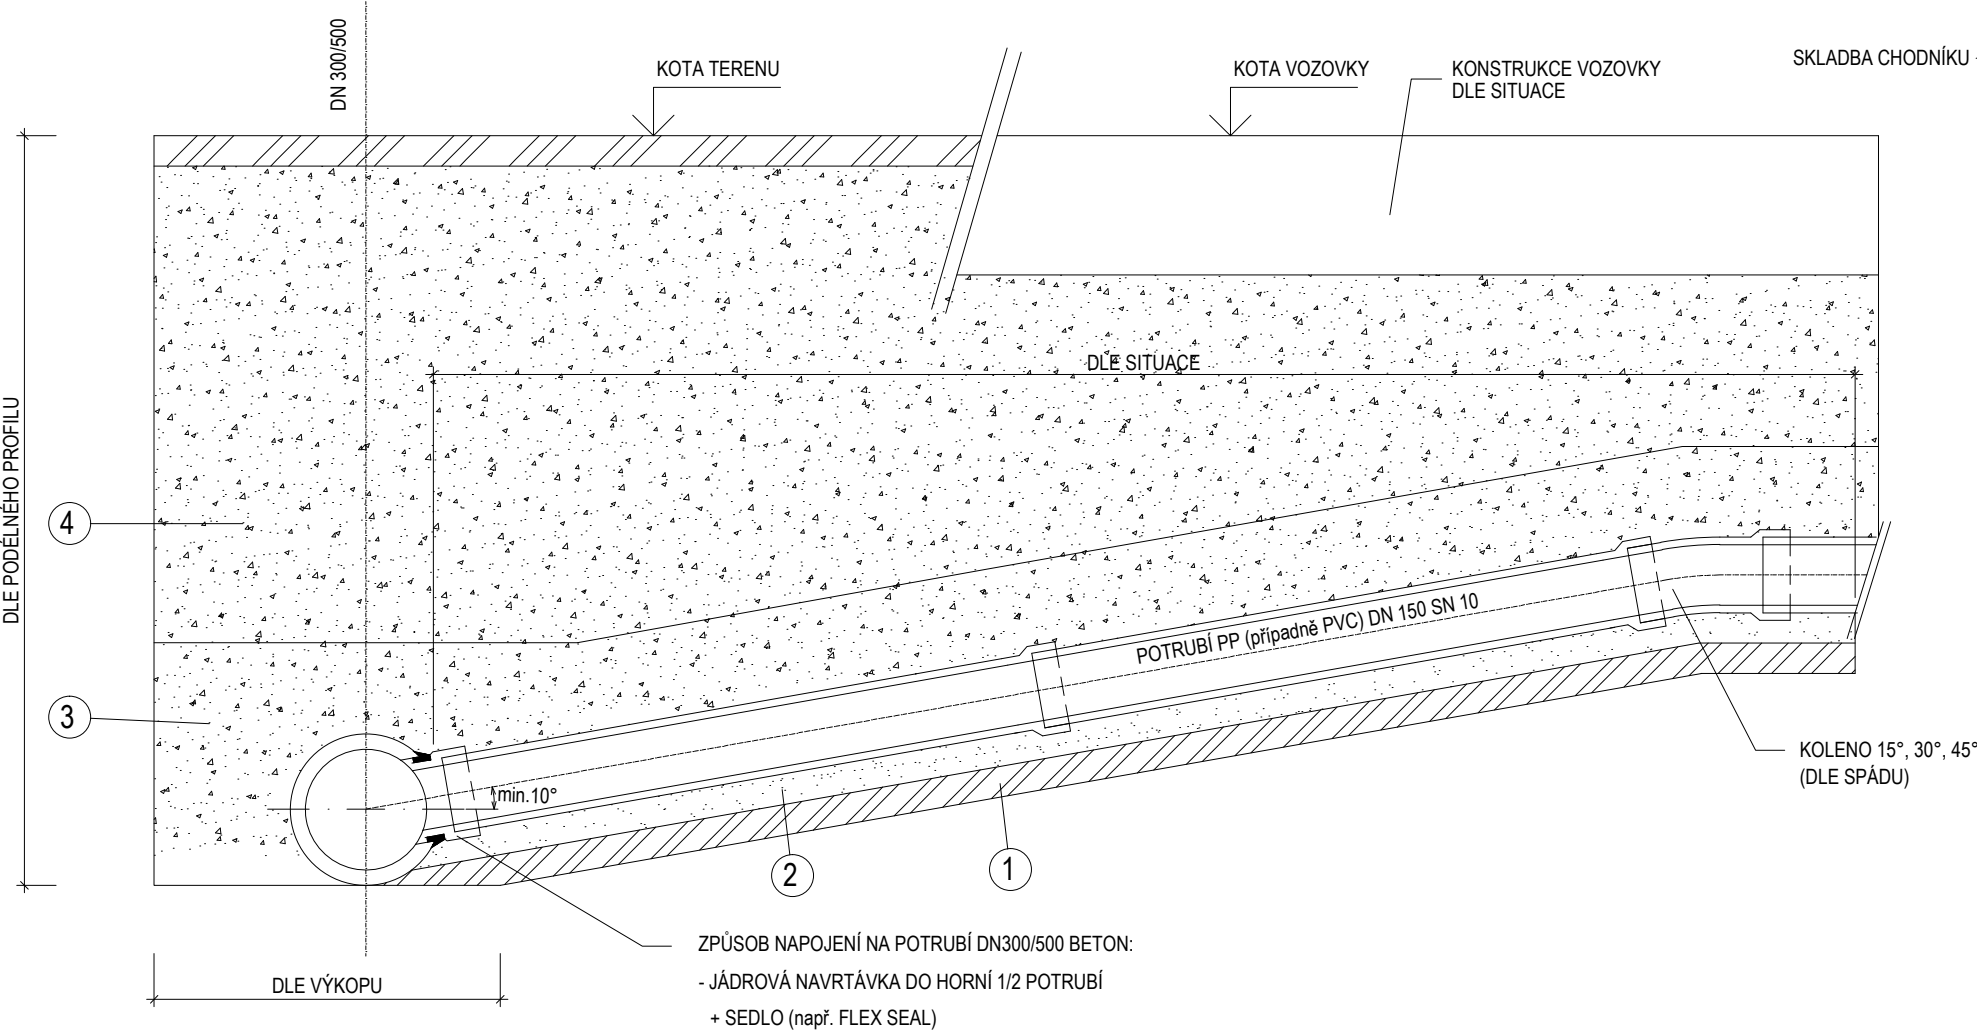 DN 300/500
KOTA TERENU
KOTA VOZOVKY
KONSTRUKCE VOZOVKY
DLE SITUACE
SKLADBA CHODNÍKU -
DLE SITUACE
DLE PODÉLNÉHO PROFILU
4
POTRUBÍ PP (případně PVC) DN 150 SN 10
3
min.10°
KOLENO 15°, 30°, 45°
(DLE SPÁDU)
2
1
ZPŮSOB NAPOJENÍ NA POTRUBÍ DN300/500 BETON:
- JÁDROVÁ NAVRTÁVKA DO HORNÍ 1/2 POTRUBÍ
+ SEDLO (např. FLEX SEAL)
DLE VÝKOPU